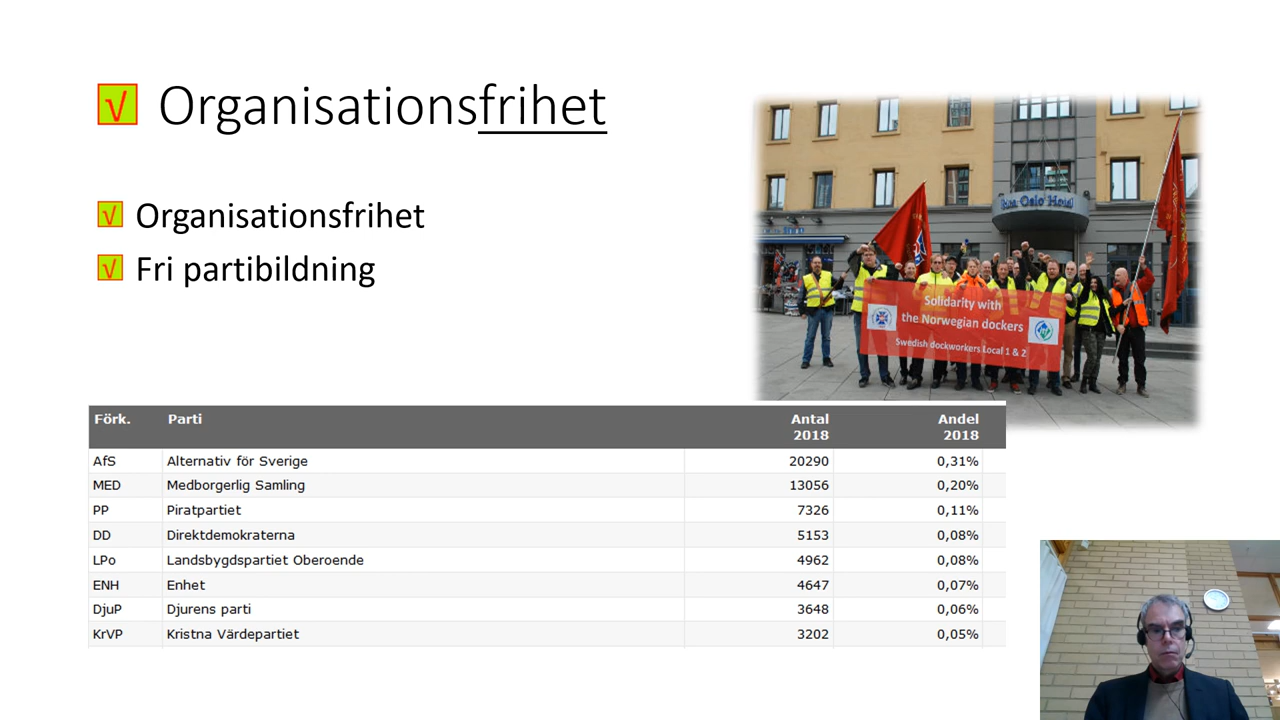 √ Organisationsfrihet
√ Organisationsfrihet
√ Fri partibildning
Oslo Hotel
Solidarity with
the Norwegian dockers
Swedish dockworkers Local 1 & 2
Förk. Parti Antal 2018 Andel 2018
AfS Alternativ för Sverige 20290 0,31%
MED Medborgerlig Samling 13056 0,20%
PP Piratpartiet 7326 0,11%
DD Direktdemokraterna 5153 0,08%
LPo Landsbygdspartiet Oberoende 4962 0,08%
ENH Enhet 4647 0,07%
DjuP Djurens parti 3648 0,06%
KrVP Kristna Värdepartiet 3202 0,05%